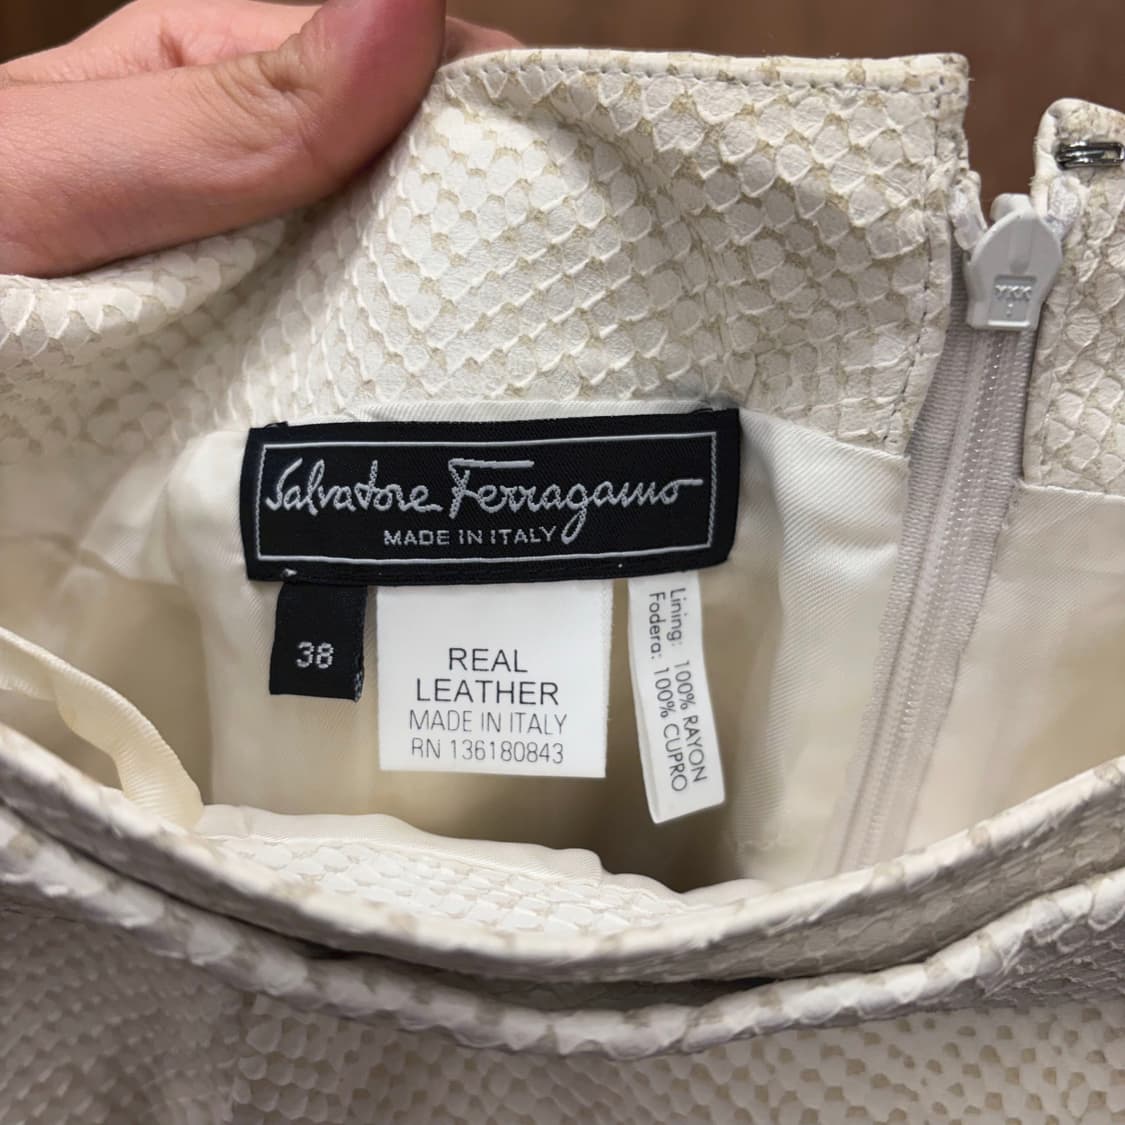 YKK
Salvatore Ferragamo
MADE IN ITALY
38
REAL
LEATHER
MADE IN ITALY
RN 136180843
Lining: 100% RAYON
Fodera: 100% CUPRO